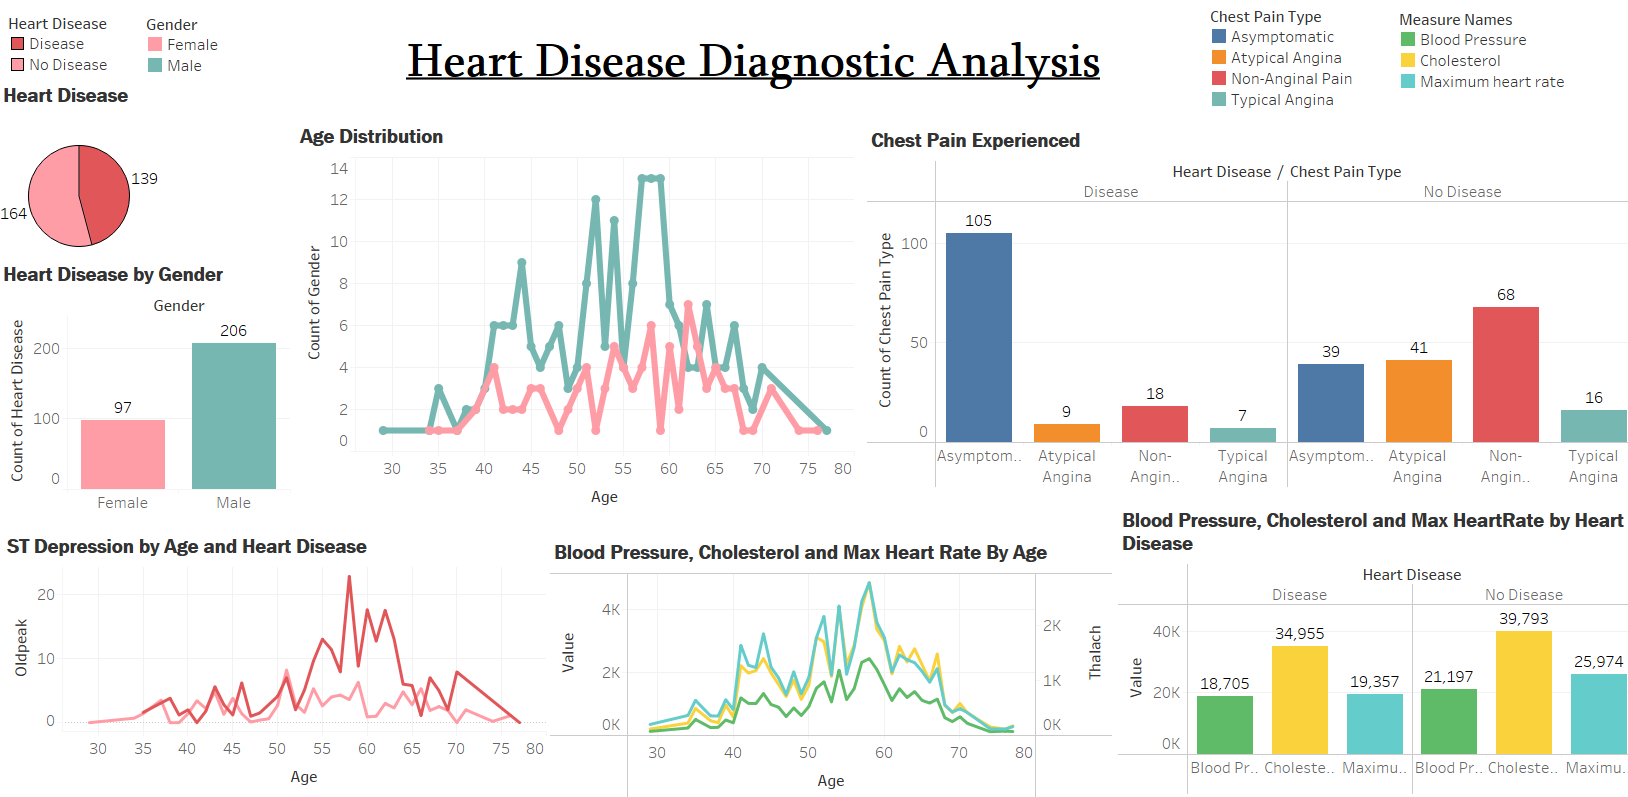 Heart Disease
Disease
No Disease
Gender
Female
Male
Heart Disease Diagnostic Analysis
Chest Pain Type
Asymptomatic
Atypical Angina
Non-Anginal Pain
Typical Angina
Measure Names
Blood Pressure
Cholesterol
Maximum heart rate
Heart Disease
139
164
Heart Disease by Gender
Gender
Count of Heart Disease
200
100
0
97
206
Female
Male
Age Distribution
Count of Gender
14
12
10
8
6
4
2
0
30 35 40 45 50 55 60 65 70 80
Age
Chest Pain Experienced
Heart Disease / Chest Pain Type
Disease
No Disease
Count of Chest Pain Type
100
50
0
105
9
18
7
39
41
68
16
Asymptom..
Atypical
Angina
Non-
Angin..
Typical
Angina
Asymptom..
Atypical
Angina
Non-
Angin..
Typical
Angina
ST Depression by Age and Heart Disease
Oldpeak
20
10
0
30 35 40 45 50 55 60 65 70 80
Age
Blood Pressure, Cholesterol and Max Heart Rate By Age
Value
4K
2K
0K
Thalach
2K
1K
0K
30 40 50 60 70 80
Age
Blood Pressure, Cholesterol and Max HeartRate by Heart
Disease
Heart Disease
Disease
No Disease
Value
40K
20K
0K
18,705
34,955
19,357
21,197
39,793
25,974
Blood Pr..
Choleste..
Maximu..
Blood Pr..
Choleste..
Maximu.